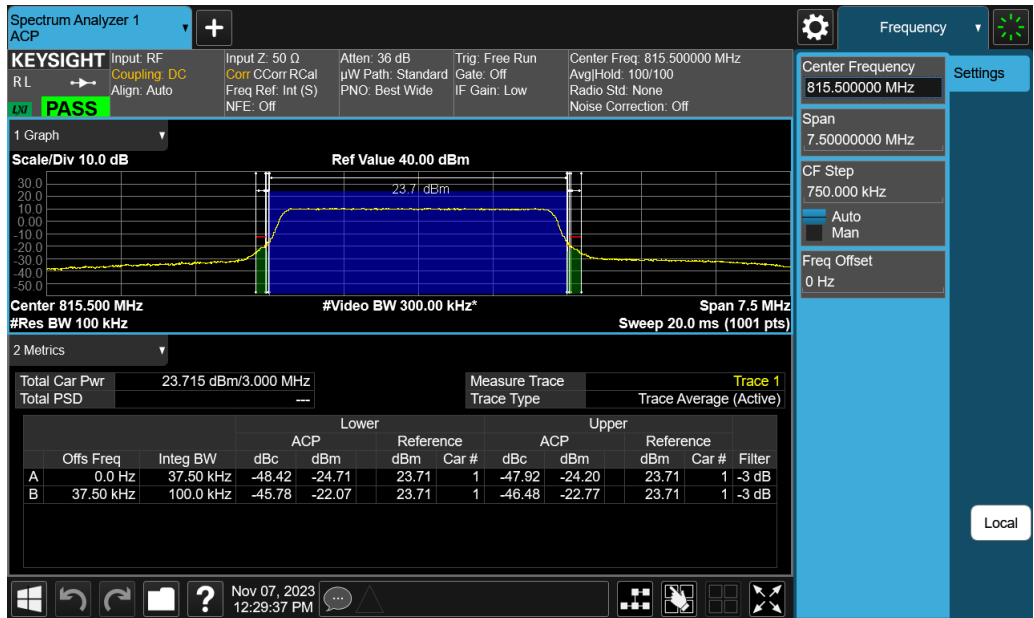 Spectrum Analyzer 1
ACP
+
Frequency
KEYSIGHT
R L
LXI
PASS
Input: RF
Coupling: DC
Align: Auto
Input Z: 50 Ω
Corr CCorr RCal
Freq Ref: Int (S)
NFE: Off
Atten: 36 dB
µW Path: Standard
PNO: Best Wide
Trig: Free Run
Gate: Off
IF Gain: Low
Center Freq: 815.500000 MHz
Avg|Hold: 100/100
Radio Std: None
Noise Correction: Off
Center Frequency
815.500000 MHz
Settings
Span
7.50000000 MHz
CF Step
750.000 kHz
Auto
Man
Freq Offset
0 Hz
Local
1 Graph
Scale/Div 10.0 dB
Ref Value 40.00 dBm
30.0
20.0
10.0
0.00
-10.0
-20.0
-30.0
-40.0
-50.0
23.7 dBm
Center 815.500 MHz
#Video BW 300.00 kHz*
Span 7.5 MHz
#Res BW 100 kHz
Sweep 20.0 ms (1001 pts)
2 Metrics
Total Car Pwr 23.715 dBm/3.000 MHz
Total PSD ---
Measure Trace Trace 1
Trace Type Trace Average (Active)
Lower Upper
ACP Reference ACP Reference
Offs Freq Integ BW dBc dBm dBm Car # dBc dBm dBm Car # Filter
A 0.0 Hz 37.50 kHz -48.42 -24.71 23.71 1 -47.92 -24.20 23.71 1 -3 dB
B 37.50 kHz 100.0 kHz -45.78 -22.07 23.71 1 -46.48 -22.77 23.71 1 -3 dB
?
Nov 07, 2023
12:29:37 PM